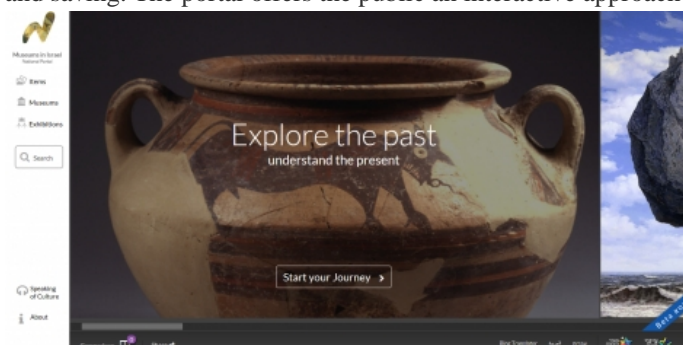 and saving. The portal offers the public an interactive approach
Museums in Israel
National Portal
Items
Museums
Exhibitions
Search
Explore the past
understand the present
Start your Journey
Speaking
of Culture
About